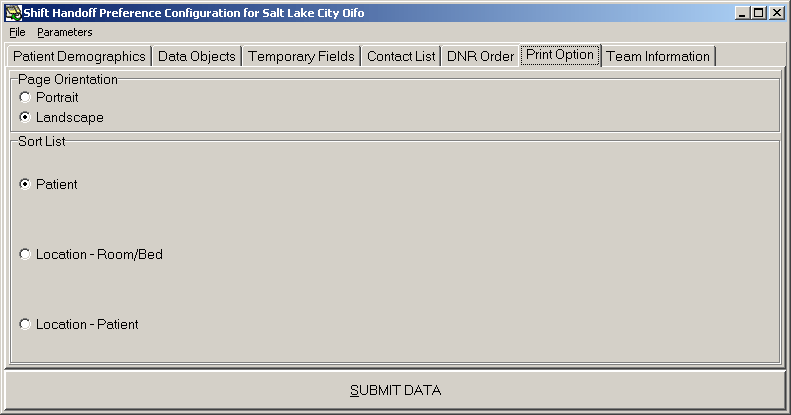 Shift Handoff Preference Configuration for Salt Lake City Oifo
File Parameters
Patient Demographics Data Objects Temporary Fields Contact List DNR Order Print Option Team Information
Page Orientation
Portrait
Landscape
Sort List
Patient
Location - Room/Bed
Location - Patient
SUBMIT DATA